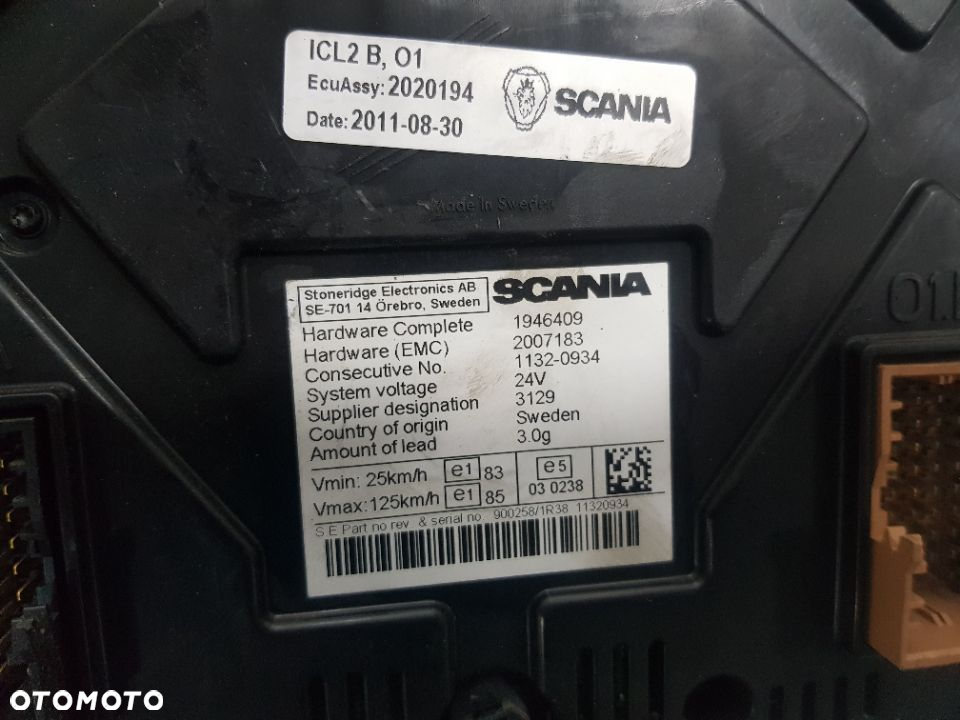 ICL2 B, O1
EcuAssy: 2020194
Date: 2011-08-30
SCANIA
Made in Sweden
Stoneridge Electronics AB
SE-701 14 Örebro, Sweden
SCANIA
Hardware Complete 1946409
Hardware (EMC) 2007183
Consecutive No. 1132-0934
System voltage 24V
Supplier designation 3129
Country of origin Sweden
Amount of lead 3.0g
Vmin: 25km/h e1 83
Vmax: 125km/h e1 85
e5
03 0238
S E Part no rev & serial no 900258/1R38 11320934
O1.
OTOMOTO